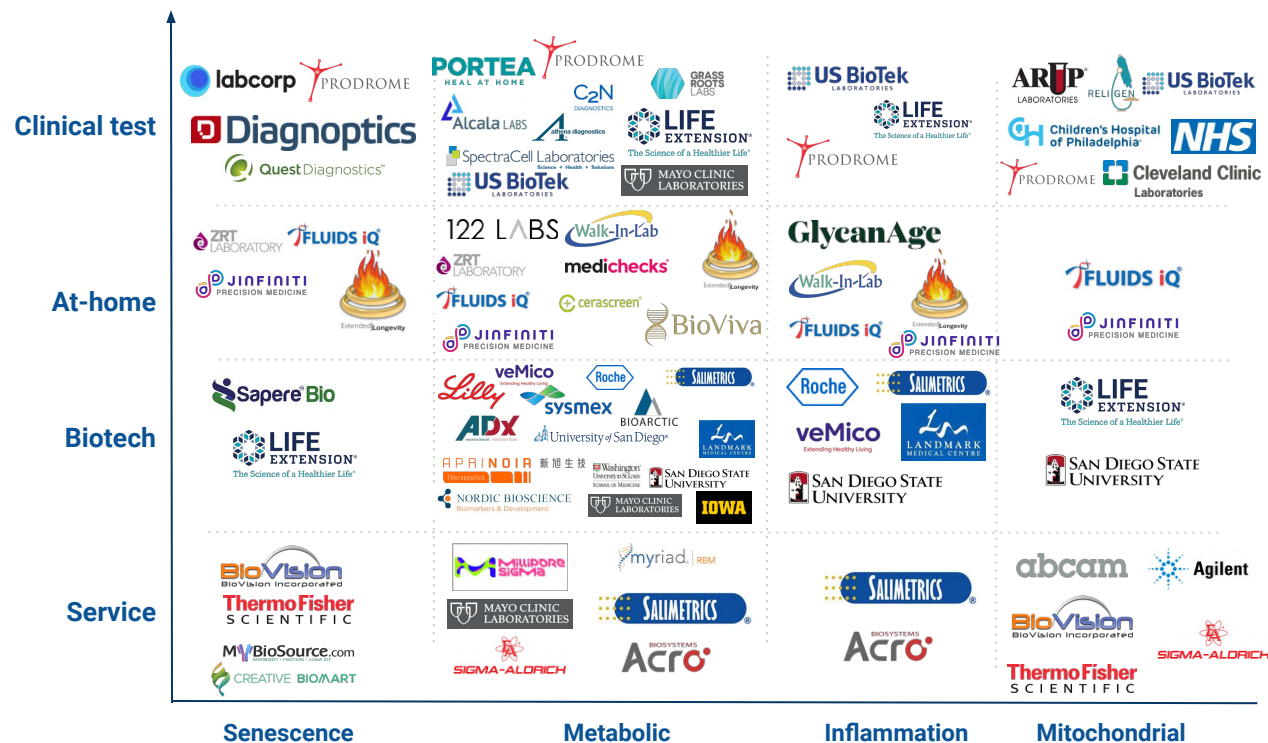 Clinical test
labcorp
PRODROME
Diagnoptics
Quest Diagnostics™
PORTEA
HEAL AT HOME
PRODROME
GRASS
ROOTS
LABS
C2N
DIAGNOSTICS
Alcala LABS
athena diagnostics
LIFE
EXTENSION®
The Science of a Healthier Life®
SpectraCell Laboratories
Science + Health + Solutions
US BioTek
LABORATORIES
MAYO CLINIC
LABORATORIES
US BioTek
LABORATORIES
LIFE
EXTENSION®
The Science of a Healthier Life®
PRODROME
ARUP®
LABORATORIES
RELIGEN
US BioTek
LABORATORIES
CH
Children's Hospital
of Philadelphia®
NHS
PRODROME
Cleveland Clinic
Laboratories
At-home
ZRT
LABORATORY
FLUIDS iQ®
JINFINITI
PRECISION MEDICINE
Extended Longevity
122 LABS
Walk-In-Lab
ZRT
LABORATORY
medichecks®
Extended Longevity
FLUIDS iQ®
cerascreen®
BioViva
JINFINITI
PRECISION MEDICINE
GlycanAge
Walk-In-Lab
Extended Longevity
FLUIDS iQ®
JINFINITI
PRECISION MEDICINE
FLUIDS iQ®
JINFINITI
PRECISION MEDICINE
Biotech
Sapere Bio
LIFE
EXTENSION®
The Science of a Healthier Life®
Lilly
veMico
Extending Healthy Living
Roche
SALIMETRICS®
sysmex
BIOARCTIC
ADx
University of San Diego®
LANDMARK
MEDICAL CENTRE
APRINOIA
Therapeutics
新旭生技
Washington
University in St. Louis
SCHOOL OF MEDICINE
SAN DIEGO STATE
UNIVERSITY
NORDIC BIOSCIENCE
Biomarkers & Development
MAYO CLINIC
LABORATORIES
IOWA
Roche
SALIMETRICS®
veMico
Extending Healthy Living
LANDMARK
MEDICAL CENTRE
SAN DIEGO STATE
UNIVERSITY
LIFE
EXTENSION®
The Science of a Healthier Life®
SAN DIEGO STATE
UNIVERSITY
Service
BioVision
BioVision Incorporated
ThermoFisher
SCIENTIFIC
MYBioSource.com
CREATIVE BIOMART
Millipore
Sigma
myriad® RBM
MAYO CLINIC
LABORATORIES
SALIMETRICS®
SIGMA-ALDRICH
BIOSYSTEMS
Acro
SALIMETRICS®
BIOSYSTEMS
Acro
abcam
Agilent
BioVision
BioVision Incorporated
SIGMA-ALDRICH
ThermoFisher
SCIENTIFIC
Senescence
Metabolic
Inflammation
Mitochondrial